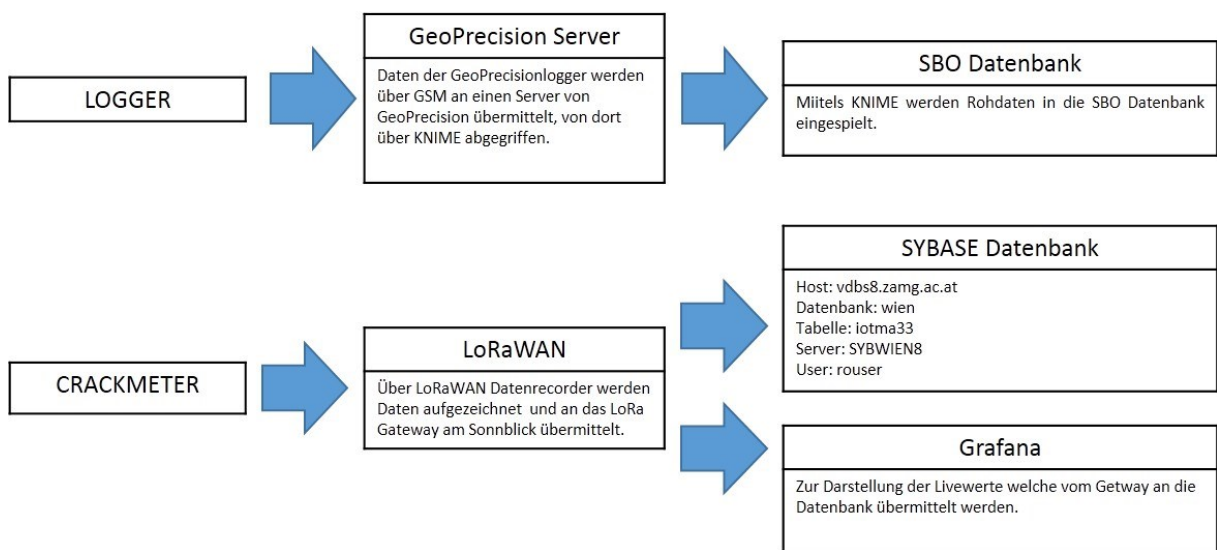 LOGGER
GeoPrecision Server
Daten der GeoPrecisionlogger werden
über GSM an einen Server von
GeoPrecision übermittelt, von dort
über KNIME abgegriffen.
SBO Datenbank
Miitels KNIME werden Rohdaten in die SBO Datenbank
eingespielt.
CRACKMETER
LoRaWAN
Über LoRaWAN Datenrecorder werden
Daten aufgezeichnet und an das LoRa
Gateway am Sonnblick übermittelt.
SYBASE Datenbank
Host: vdbs8.zamg.ac.at
Datenbank: wien
Tabelle: iotma33
Server: SYBWIEN8
User: rouser
Grafana
Zur Darstellung der Livewerte welche vom Getway an die
Datenbank übermittelt werden.